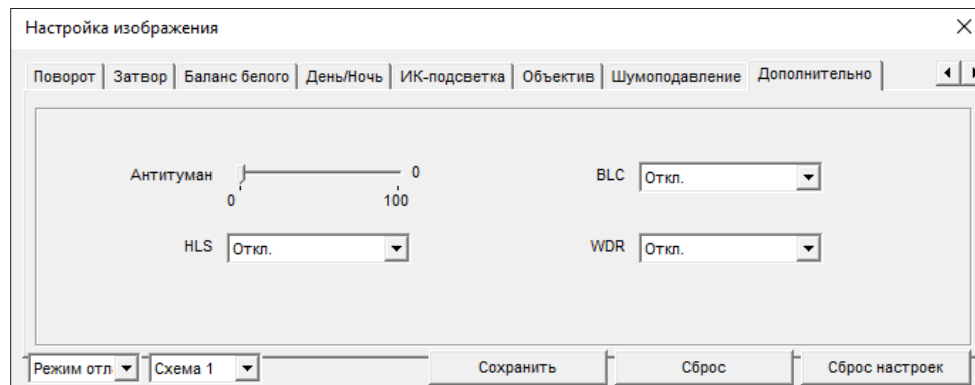 Настройка изображения
Поворот Затвор Баланс белого День/Ночь ИК-подсветка Объектив Шумоподавление Дополнительно
Антитуман 0 BLC Откл.
0 100
HLS Откл. WDR Откл.
Режим отл Схема 1 Сохранить Сброс Сброс настроек